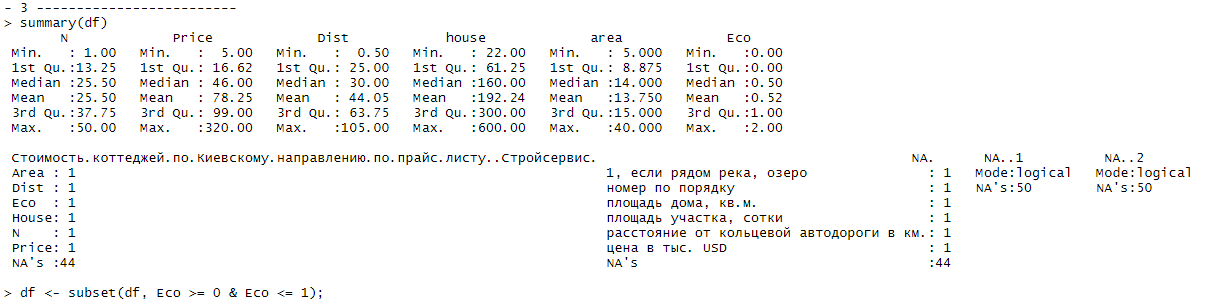 - 3 -------------------------
> summary(df)
N Price Dist house area Eco
Min. : 1.00 Min. : 5.00 Min. : 0.50 Min. : 22.00 Min. : 5.000 Min. :0.00
1st Qu.:13.25 1st Qu.: 16.62 1st Qu.: 25.00 1st Qu.: 61.25 1st Qu.: 8.875 1st Qu.:0.00
Median :25.50 Median : 46.00 Median : 30.00 Median :160.00 Median :14.000 Median :0.50
Mean :25.50 Mean : 78.25 Mean : 44.05 Mean :192.24 Mean :13.750 Mean :0.52
3rd Qu.:37.75 3rd Qu.: 99.00 3rd Qu.: 63.75 3rd Qu.:300.00 3rd Qu.:15.000 3rd Qu.:1.00
Max. :50.00 Max. :320.00 Max. :105.00 Max. :600.00 Max. :40.000 Max. :2.00
Стоимость.коттеджей.по.Киевскому.направлению.по.прайс.листу..Стройсервис. NA. NA..1 NA..2
Area : 1 1, если рядом река, озеро : 1 Mode:logical Mode:logical
Dist : 1 номер по порядку : 1 NA's:50 NA's:50
Eco : 1 площадь дома, кв.м. : 1
House: 1 площадь участка, сотки : 1
N : 1 расстояние от кольцевой автодороги в км.: 1
Price: 1 цена в тыс. USD : 1
NA's :44 NA's :44
> df <- subset(df, Eco >= 0 & Eco <= 1);